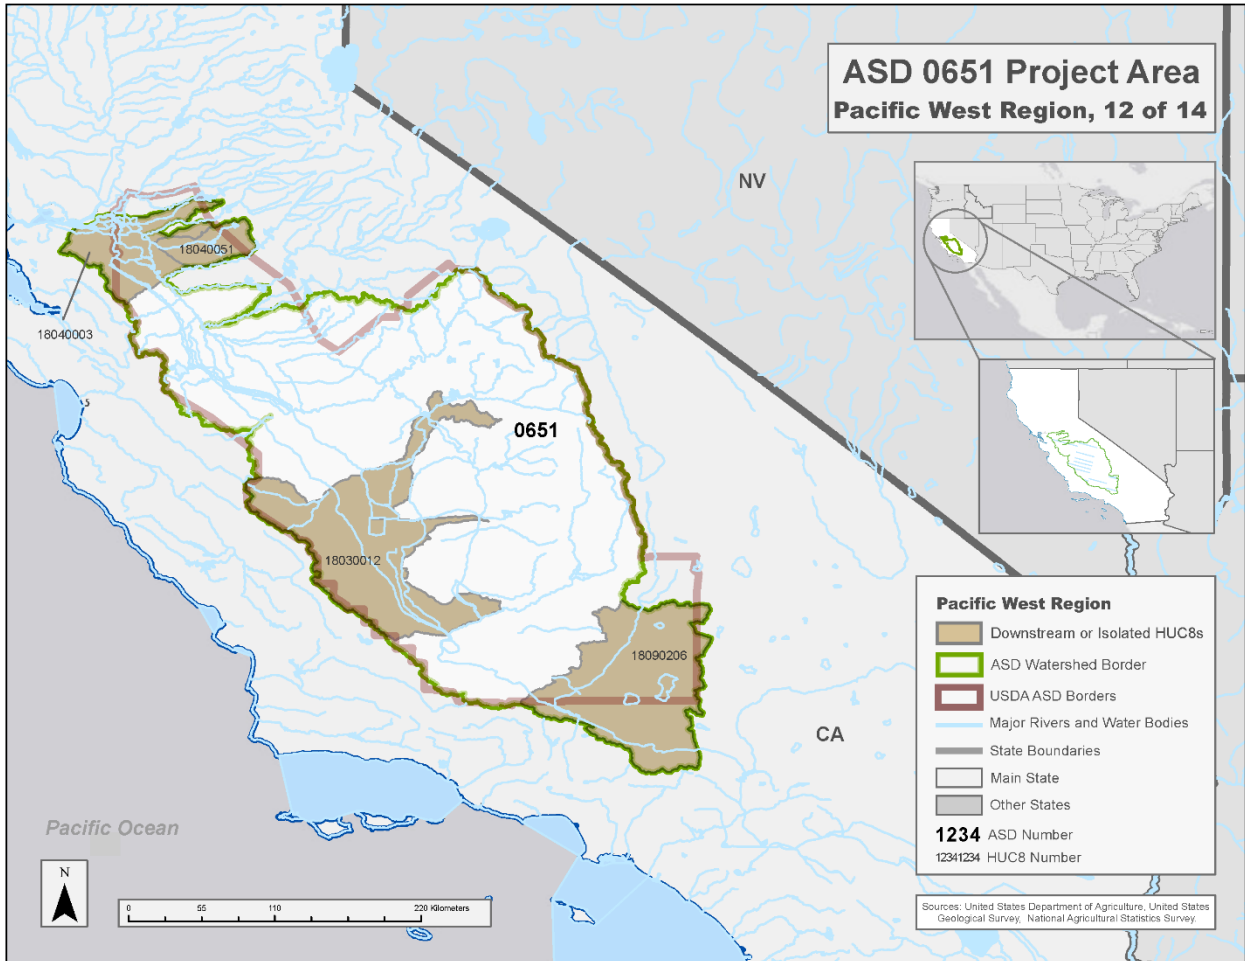 ASD 0651 Project Area
Pacific West Region, 12 of 14
NV
18040051
18040003
0651
18030012
18090206
CA
Pacific West Region
Downstream or Isolated HUC8s
ASD Watershed Border
USDA ASD Borders
Major Rivers and Water Bodies
State Boundaries
Main State
Other States
1234 ASD Number
12341234 HUC8 Number
Pacific Ocean
N
0 55 110 220 Kilometers
Sources: United States Department of Agriculture, United States
Geological Survey, National Agricultural Statistics Survey.